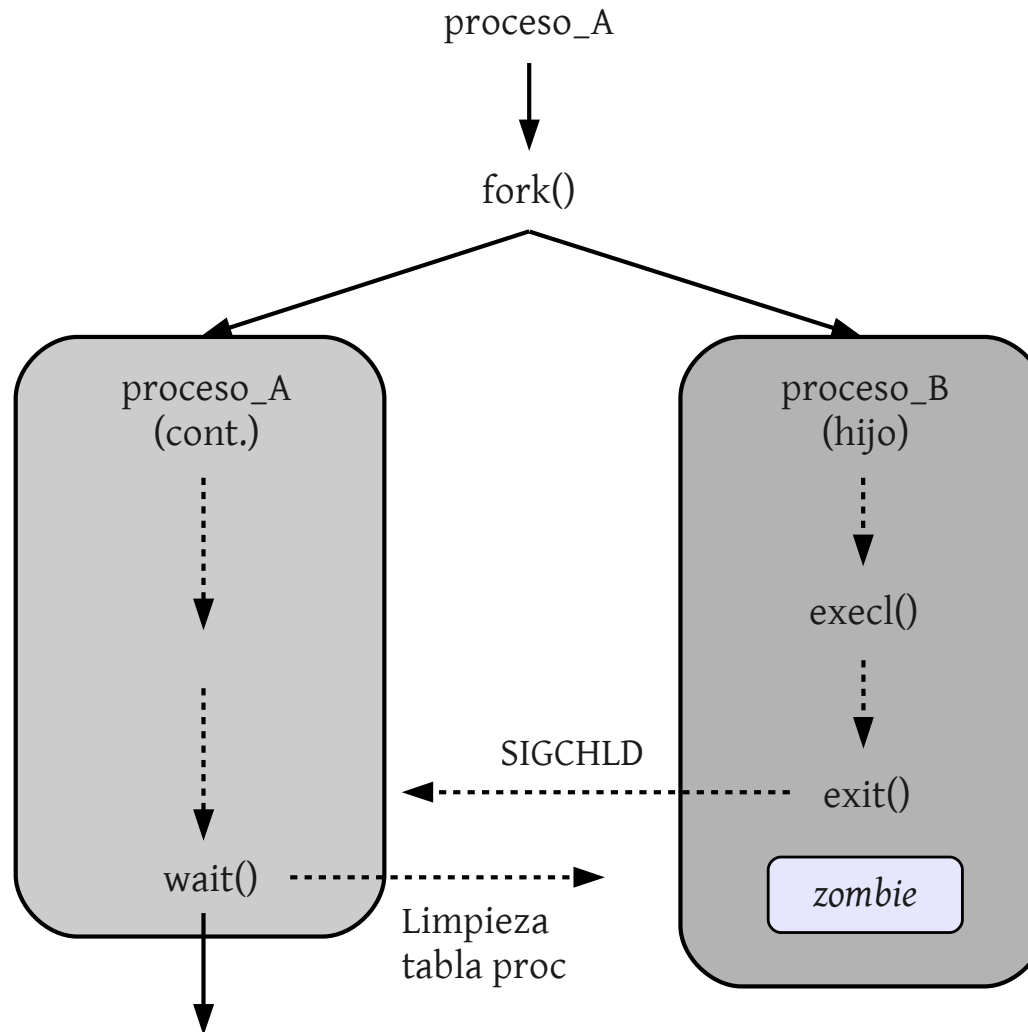 proceso_A
fork()
proceso_A
(cont.)
proceso_B
(hijo)
execl()
SIGCHLD
exit()
wait()
zombie
Limpieza
tabla proc